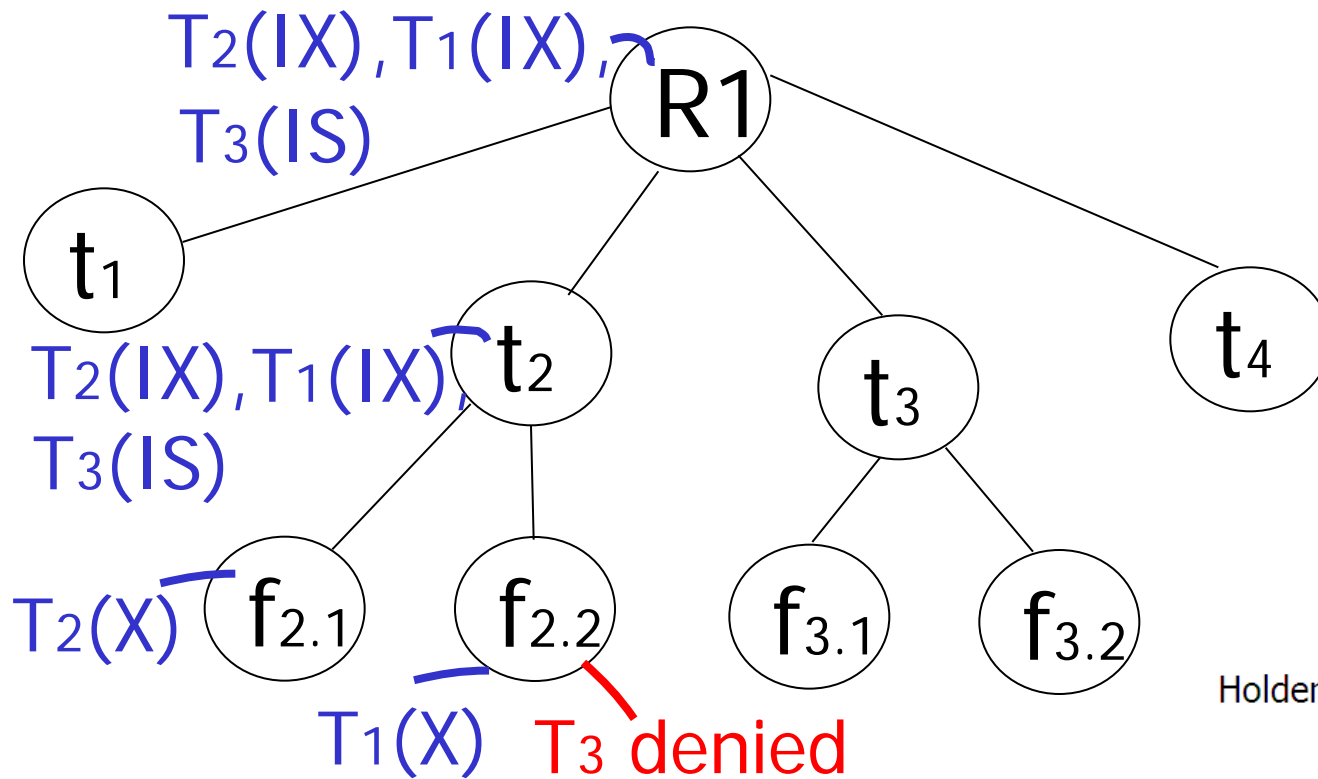 T2(IX),T1(IX),
T3(IS)
R1
t1
T2(IX),T1(IX),
T3(IS)
t2
t3
t4
T2(X)
f2.1
f2.2
f3.1
f3.2
T1(X)
T3 denied
Holder